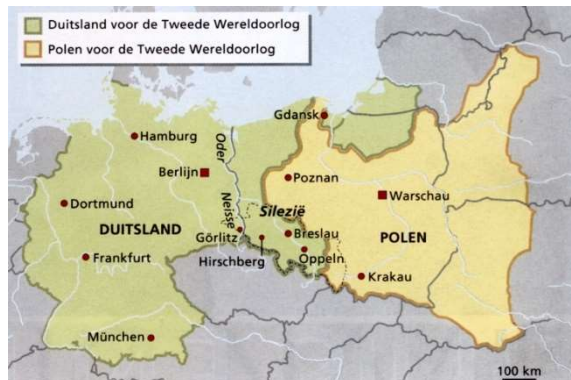 Duitsland voor de Tweede Wereldoorlog
Polen voor de Tweede Wereldoorlog
Gdansk
Hamburg
Oder
Berlijn
Poznan
Warschau
Neisse
Silezië
Dortmund
DUITSLAND
Görlitz
Breslau
POLEN
Frankfurt
Hirschberg
Oppeln
Krakau
München
100 km